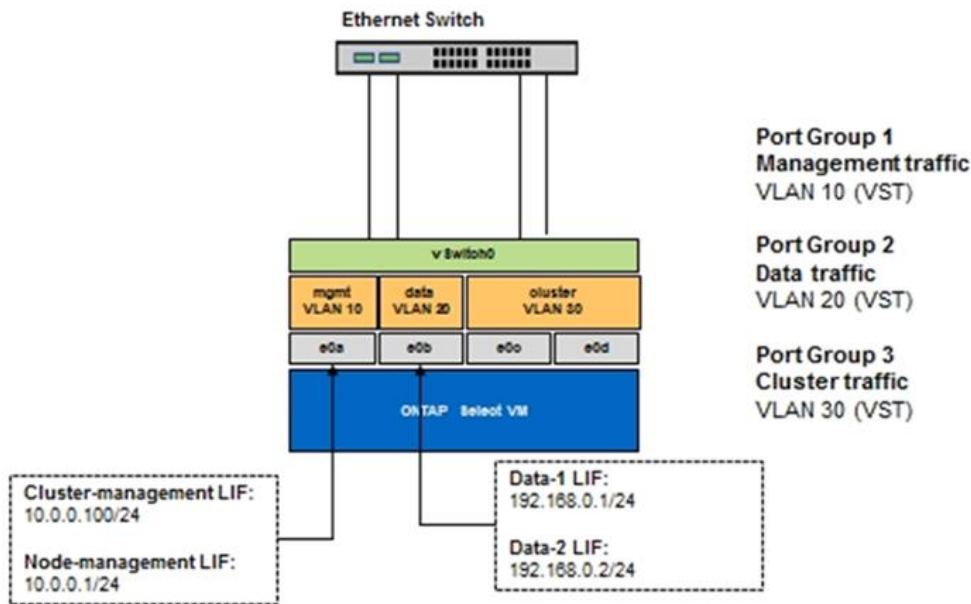 Ethernet Switch
Port Group 1
Management traffic
VLAN 10 (VST)
Port Group 2
Data traffic
VLAN 20 (VST)
Port Group 3
Cluster traffic
VLAN 30 (VST)
vSwitch0
mgmt
VLAN 10
data
VLAN 20
cluster
VLAN 30
e0a
e0b
e0c
e0d
ONTAP Select VM
Cluster-management LIF:
10.0.0.100/24
Node-management LIF:
10.0.0.1/24
Data-1 LIF:
192.168.0.1/24
Data-2 LIF:
192.168.0.2/24